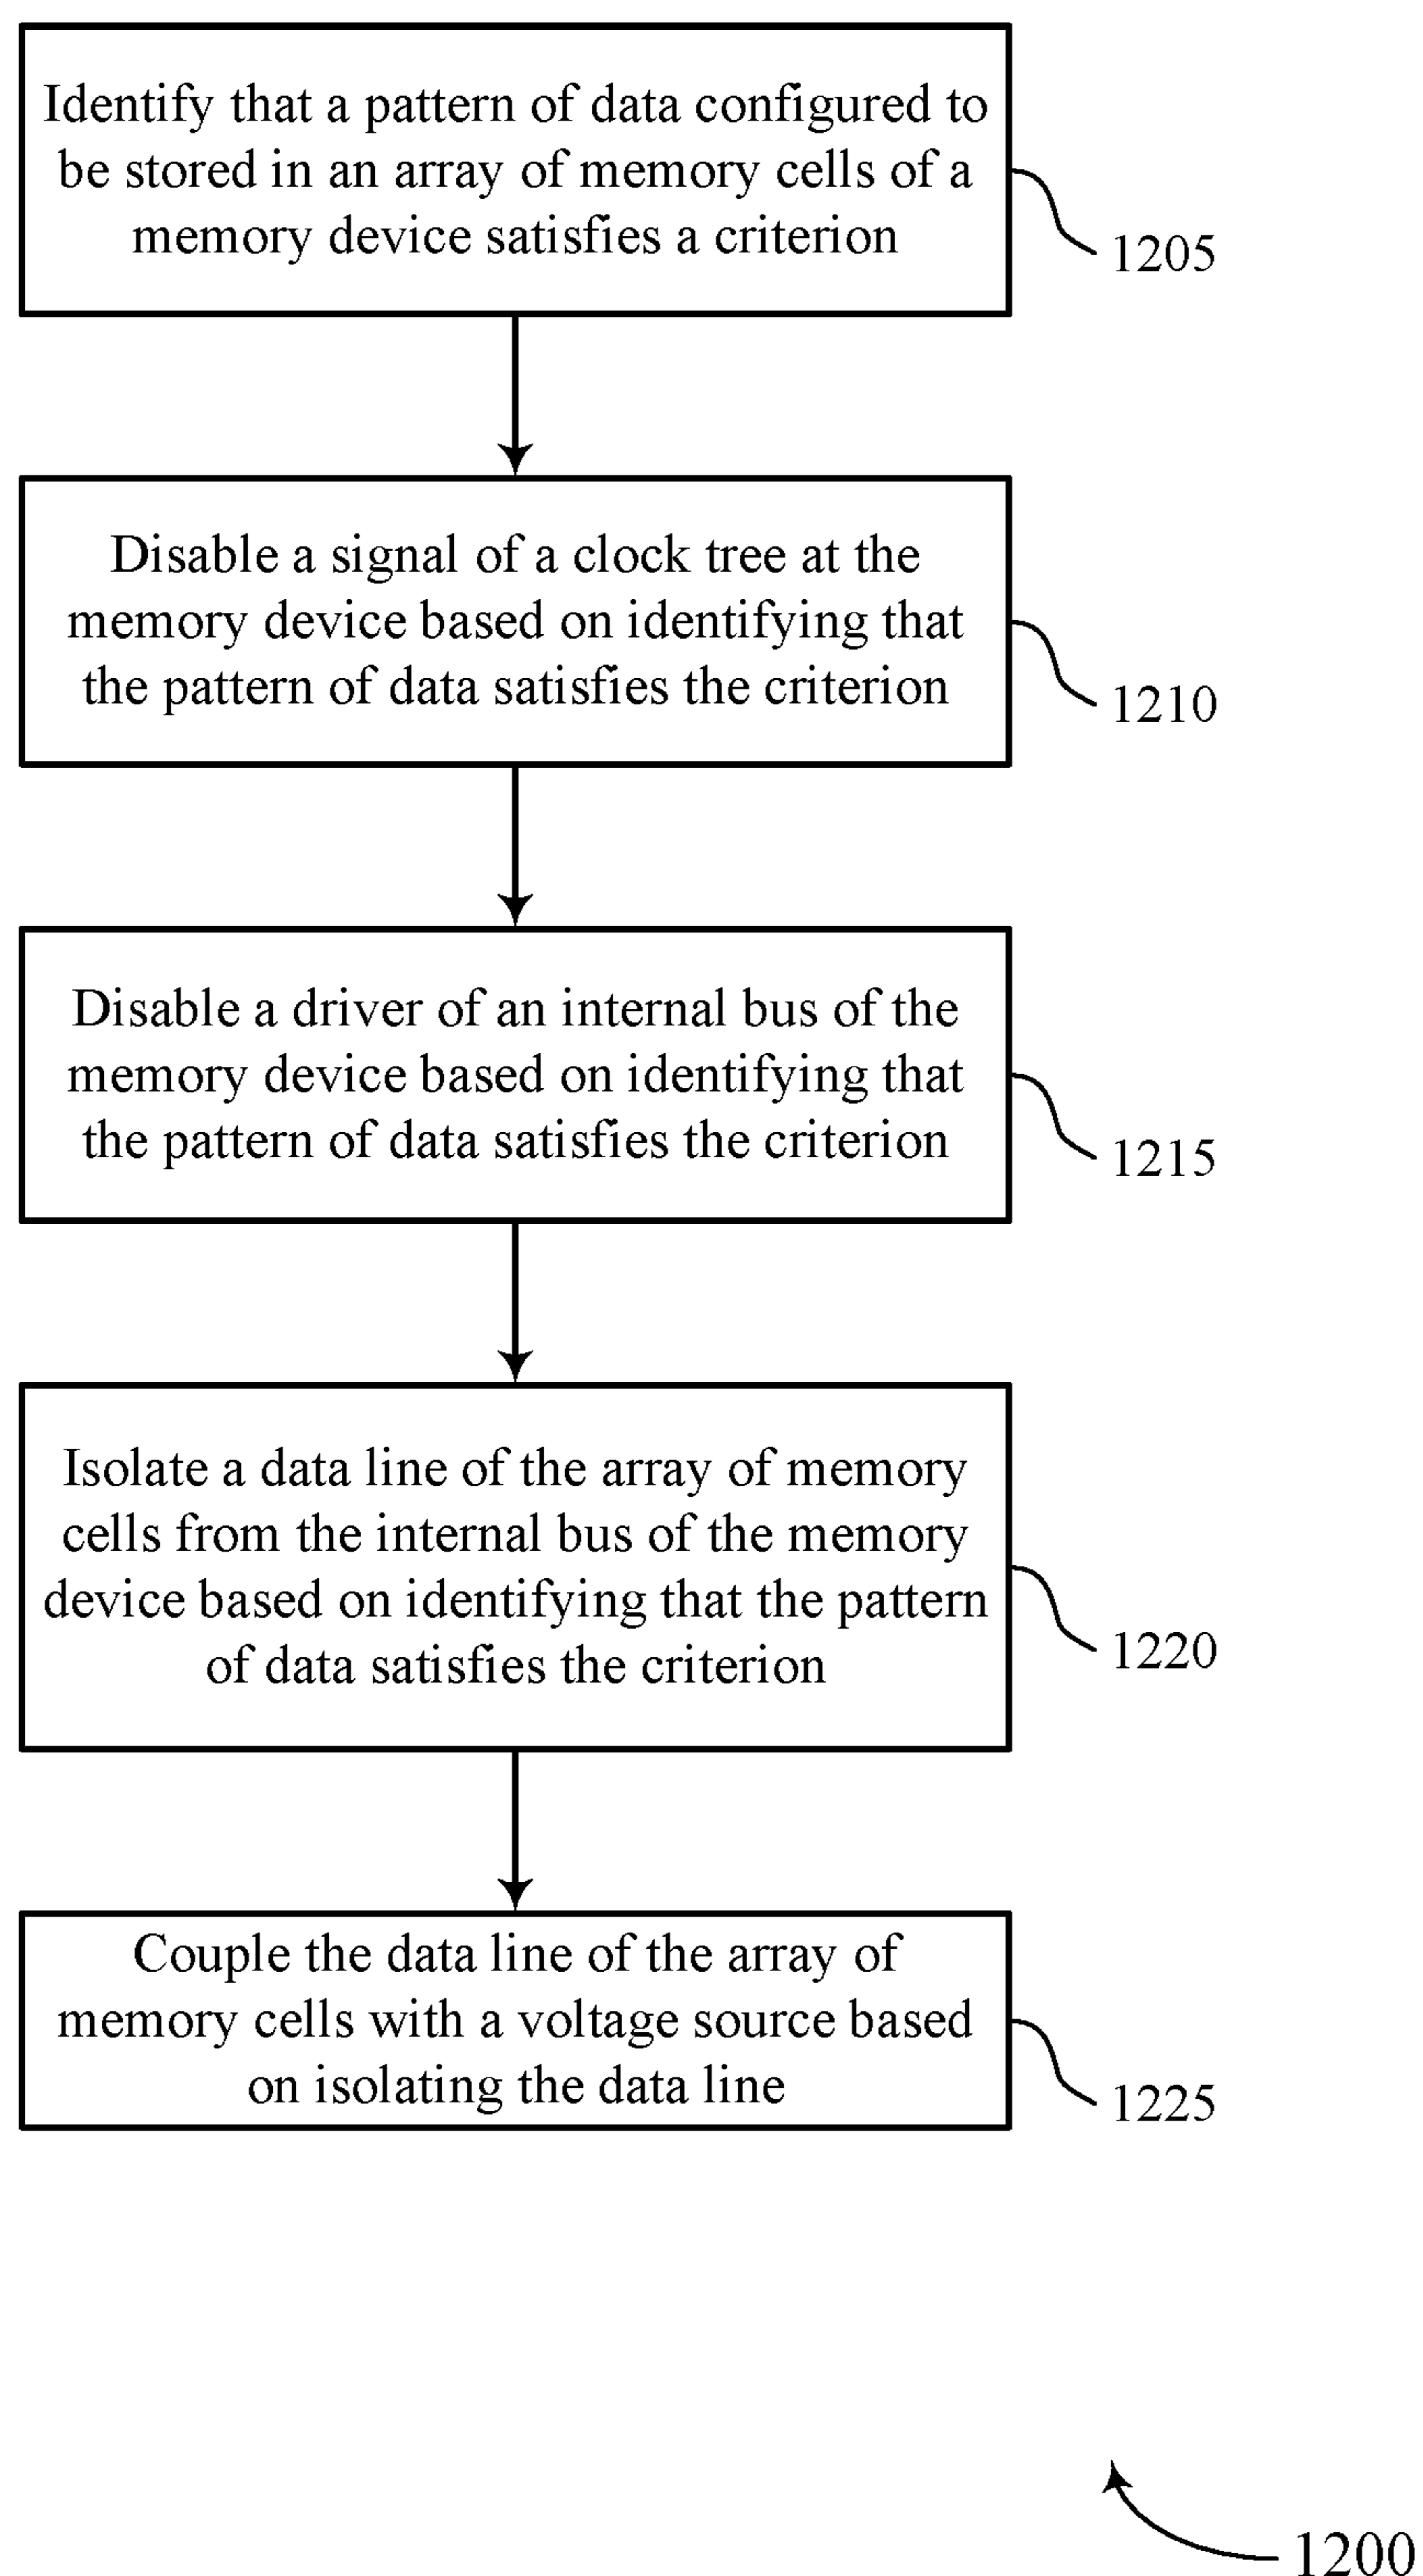 Identify that a pattern of data configured to
be stored in an array of memory cells of a
memory device satisfies a criterion
1205
Disable a signal of a clock tree at the
memory device based on identifying that
the pattern of data satisfies the criterion
1210
Disable a driver of an internal bus of the
memory device based on identifying that
the pattern of data satisfies the criterion
1215
Isolate a data line of the array of memory
cells from the internal bus of the memory
device based on identifying that the pattern
of data satisfies the criterion
1220
Couple the data line of the array of
memory cells with a voltage source based
on isolating the data line
1225
1200